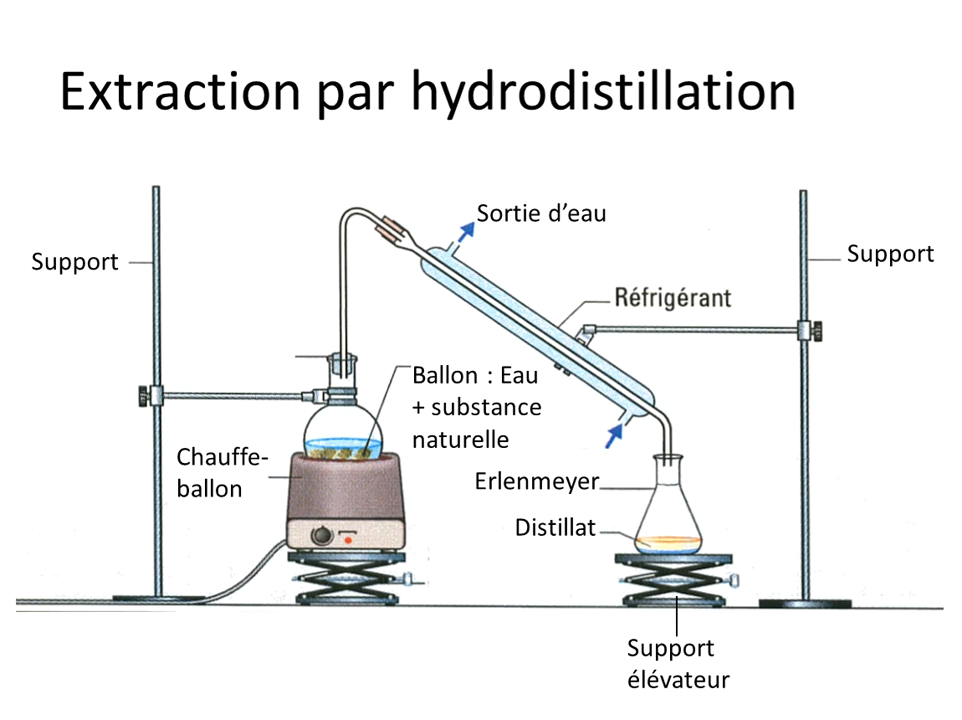 Extraction par hydrodistillation
Sortie d’eau
Support
Support
Réfrigérant
Ballon : Eau
+ substance
naturelle
Chauffe-
ballon
Erlenmeyer
Distillat
Support
élévateur